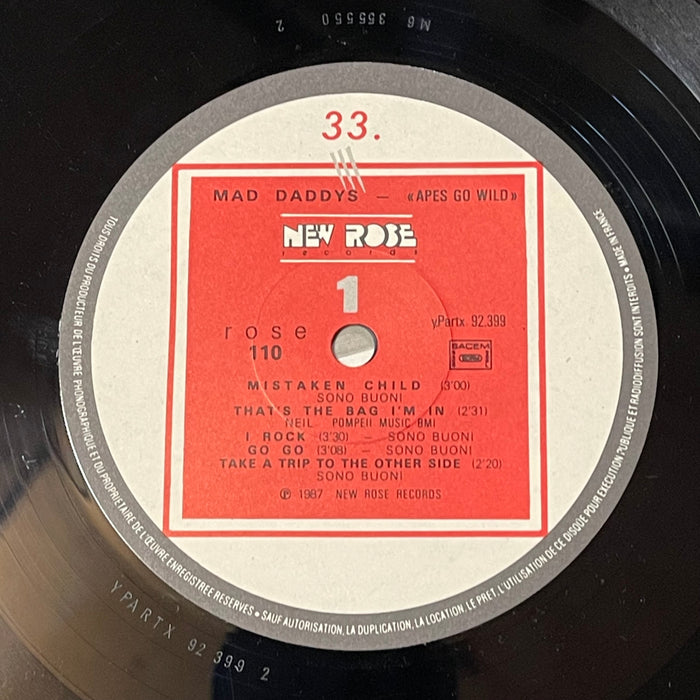 M6 355550 2
33.
MAD DADDYS — «APES GO WILD»
NEW ROSE
records
1
rose
110
yPartx 92.399
SACEM
MISTAKEN CHILD (3'00)
SONO BUONI
THAT'S THE BAG I'M IN (2'31)
NEIL POMPEII MUSIC BMI
I ROCK (3'30) — SONO BUONI
GO GO (3'08) — SONO BUONI
TAKE A TRIP TO THE OTHER SIDE (2'20)
SONO BUONI
℗ 1987 NEW ROSE RECORDS
TOUS DROITS DU PRODUCTEUR DE L'ŒUVRE PHONOGRAPHIQUE ET DU PROPRIETAIRE DE L'ŒUVRE ENREGISTREE RESERVES • SAUF AUTORISATION, LA DUPLICATION, LA LOCATION, LE PRET, L'UTILISATION DE CE DISQUE POUR EXECUTION PUBLIQUE ET RADIODIFFUSION SONT INTERDITS • MADE IN FRANCE
YPARTX 92 399 2